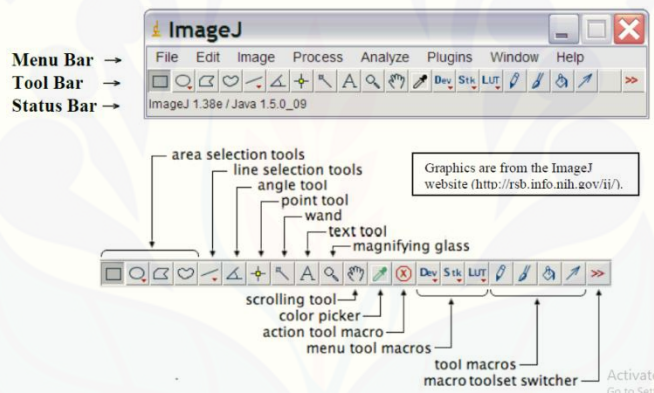 ImageJ
Menu Bar → File Edit Image Process Analyze Plugins Window Help
Tool Bar → A Dev Stk LUT >>
Status Bar → ImageJ 1.38e / Java 1.5.0_09
area selection tools
line selection tools
angle tool
point tool
wand
text tool
magnifying glass
Graphics are from the ImageJ
website (http://rsb.info.nih.gov/ij/).
A X Dev Stk LUT >>
scrolling tool
color picker
action tool macro
menu tool macros
tool macros
macro toolset switcher
Activate
Go to Set